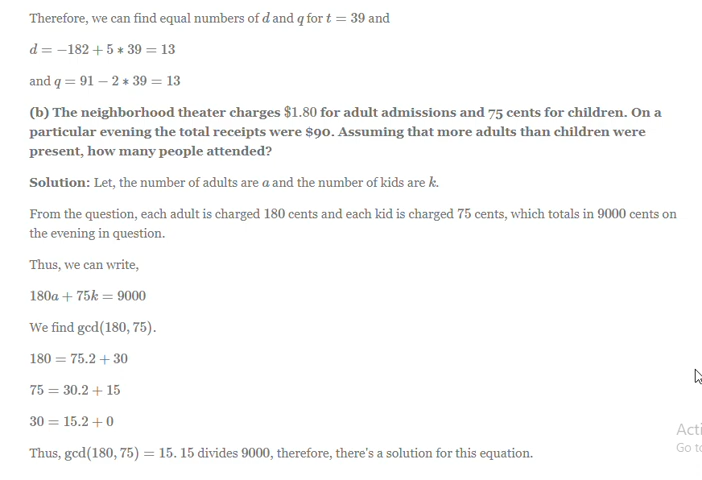 Therefore, we can find equal numbers of d and q for t = 39 and
d = −182 + 5 ∗ 39 = 13
and q = 91 − 2 ∗ 39 = 13
(b) The neighborhood theater charges $1.80 for adult admissions and 75 cents for children. On a
particular evening the total receipts were $90. Assuming that more adults than children were
present, how many people attended?
Solution: Let, the number of adults are a and the number of kids are k.
From the question, each adult is charged 180 cents and each kid is charged 75 cents, which totals in 9000 cents on
the evening in question.
Thus, we can write,
180a + 75k = 9000
We find gcd(180, 75).
180 = 75.2 + 30
75 = 30.2 + 15
30 = 15.2 + 0
Acti
Go to
Thus, gcd(180, 75) = 15. 15 divides 9000, therefore, there's a solution for this equation.